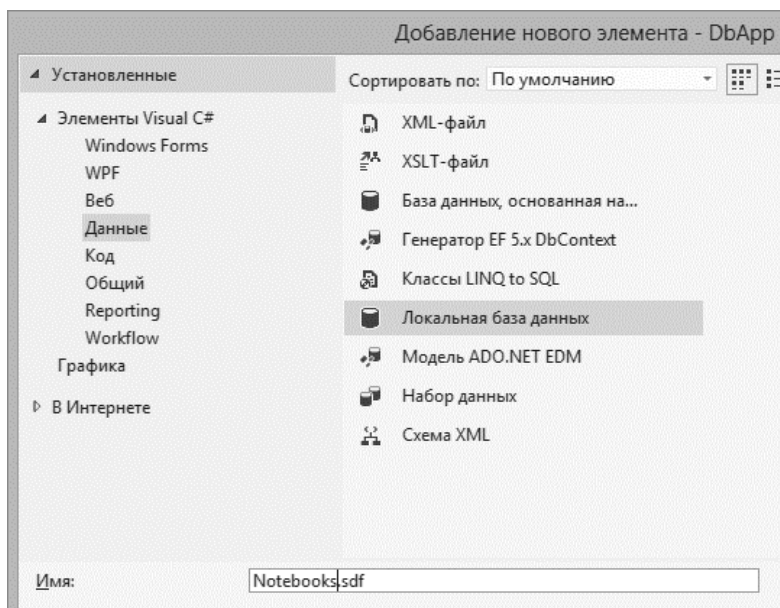 Добавление нового элемента - DbApp
Установленные
Элементы Visual C#
Windows Forms
WPF
Веб
Данные
Код
Общий
Reporting
Workflow
Графика
В Интернете
Сортировать по: По умолчанию
XML-файл
XSLT-файл
База данных, основанная на...
Генератор EF 5.x DbContext
Классы LINQ to SQL
Локальная база данных
Модель ADO.NET EDM
Набор данных
Схема XML
Имя: Notebooks.sdf